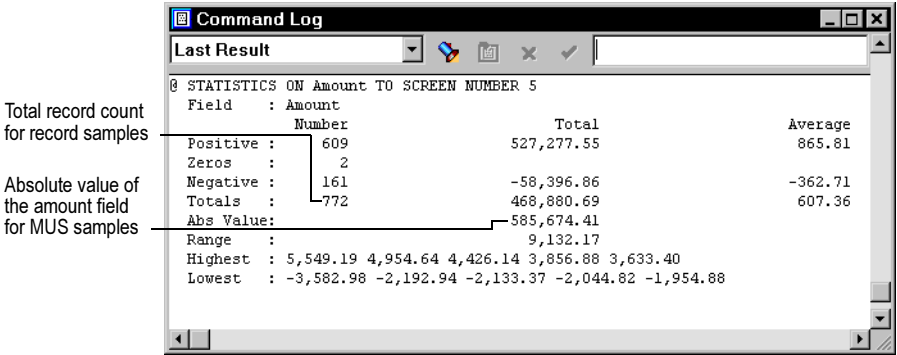 Command Log
Last Result
@ STATISTICS ON Amount TO SCREEN NUMBER 5
Field : Amount
Number Total Average
Positive : 609 527,277.55 865.81
Zeros : 2
Negative : 161 -58,396.86 -362.71
Totals : 772 468,880.69 607.36
Abs Value: 585,674.41
Range : 9,132.17
Highest : 5,549.19 4,954.64 4,426.14 3,856.88 3,633.40
Lowest : -3,582.98 -2,192.94 -2,133.37 -2,044.82 -1,954.88
Total record count
for record samples
Absolute value of
the amount field
for MUS samples